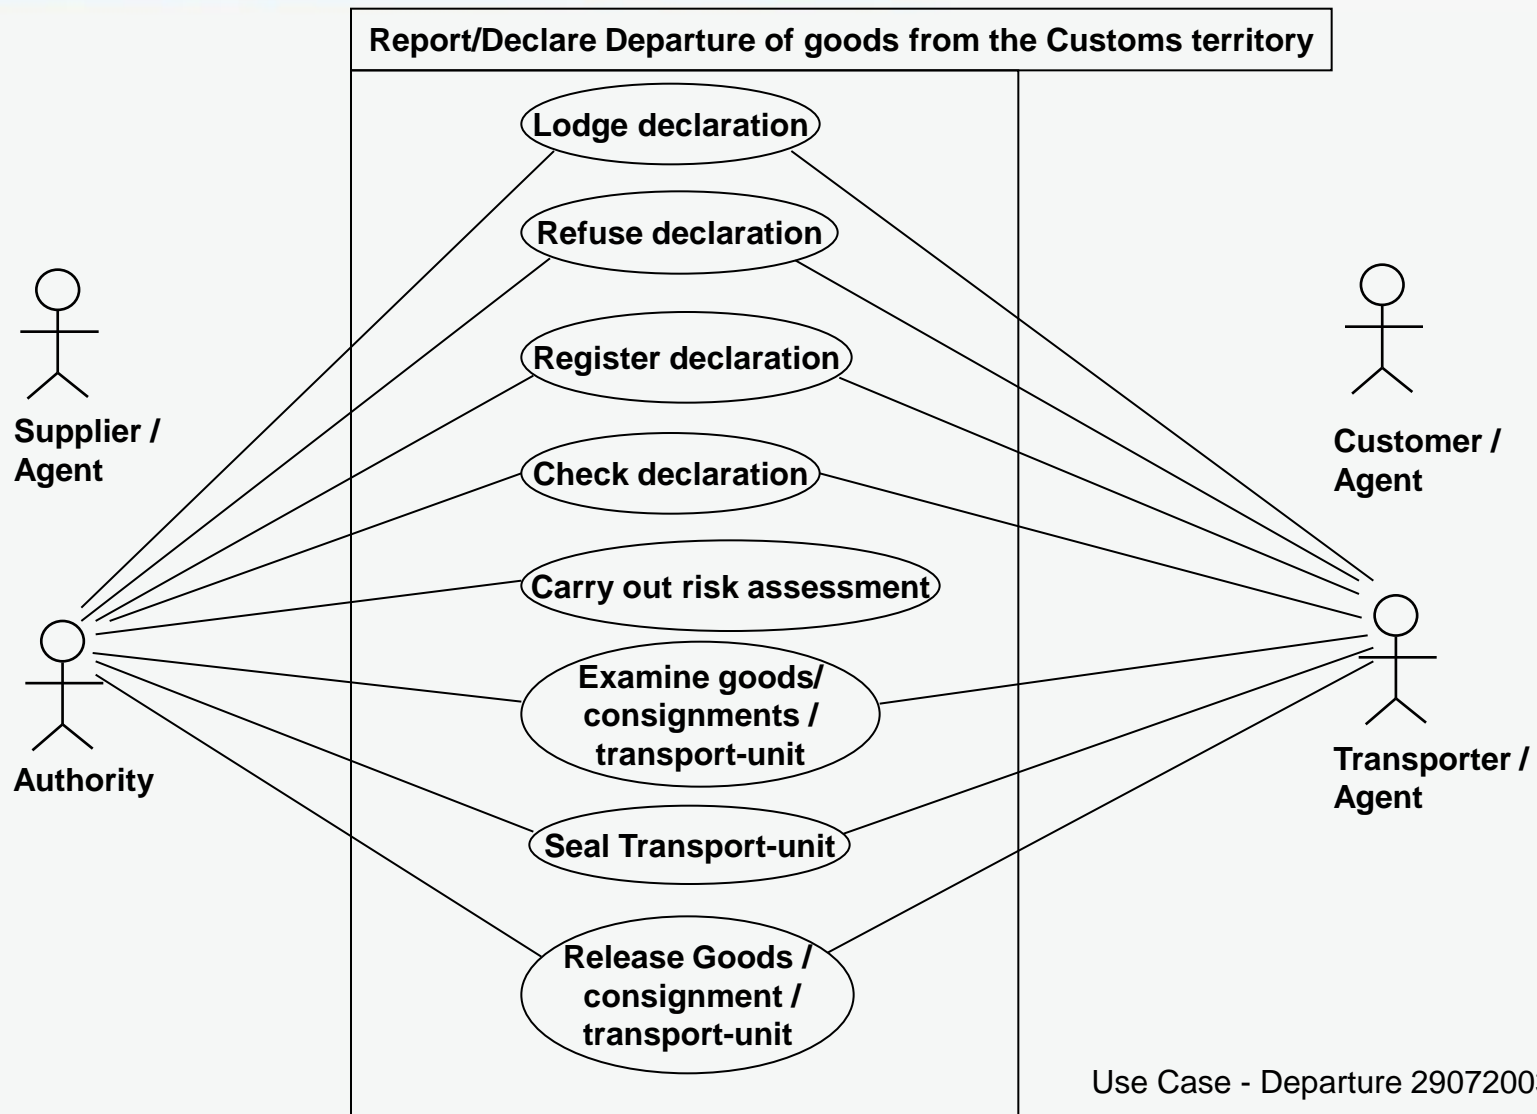 Report/Declare Departure of goods from the Customs territory
Lodge declaration
Refuse declaration
Register declaration
Supplier /
Agent
Customer /
Agent
Check declaration
Carry out risk assessment
Examine goods/
consignments /
transport-unit
Authority
Transporter /
Agent
Seal Transport-unit
Release Goods /
consignment /
transport-unit
Use Case - Departure 2907200